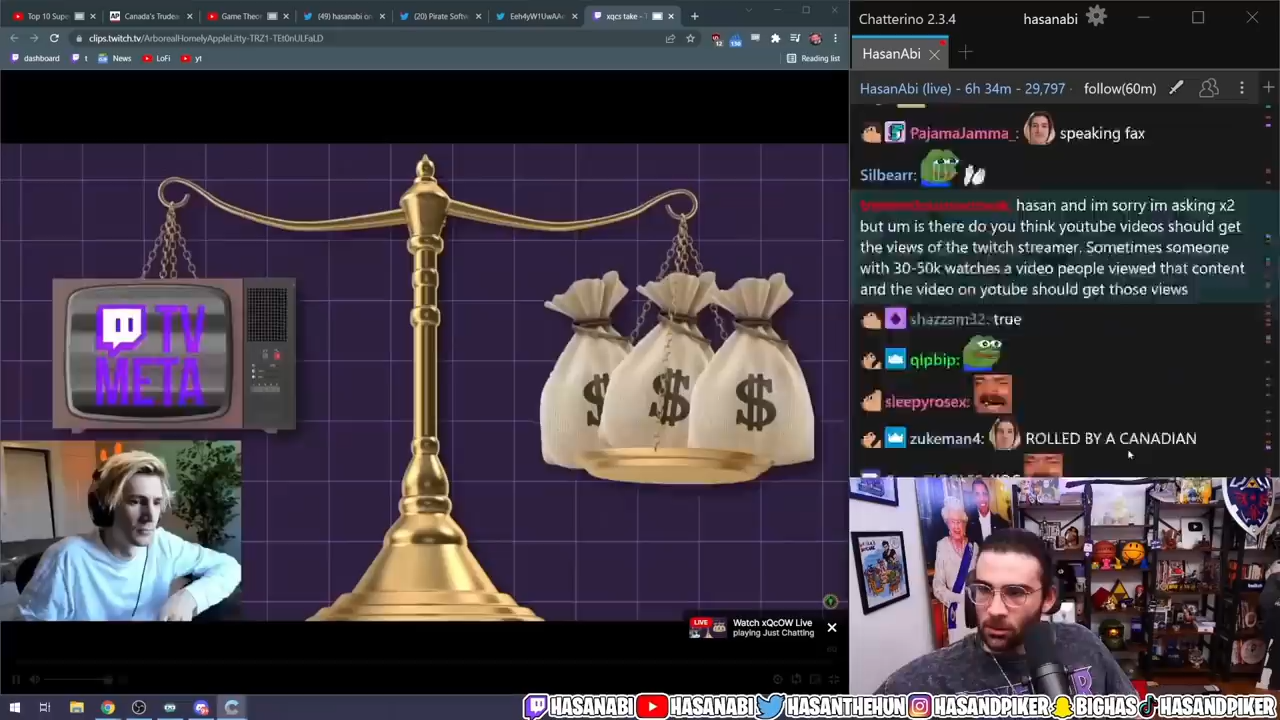 Top 10 Supe
Canada's Trudea
Game Theor
(49) hasanabi on
(20) Pirate Softw
Eeh4yW1UwAA
xqcs take -
clips.twitch.tv/ArborealHomelyAppleLitty-TRZ1-TEt0nULFaLD
dashboard
t
News
LoFi
yt
Reading list
TV
META
$ $ $
LIVE
Watch xQcOW Live
playing Just Chatting
Chatterino 2.3.4
hasanabi
HasanAbi
HasanAbi (live) - 6h 34m - 29,797
follow(60m)
PajamaJamma_: speaking fax
Silbearr:
hasan and im sorry im asking x2
but um is there do you think youtube videos should get
the views of the twitch streamer. Sometimes someone
with 30-50k watches a video people viewed that content
and the video on yotube should get those views
shazzam32: true
qlpbip:
sleepyrosex:
zukeman4: ROLLED BY A CANADIAN
HASANABI HASANABI HASANTHEHUN HASANDPIKER BIGHAS HASANDPIKER